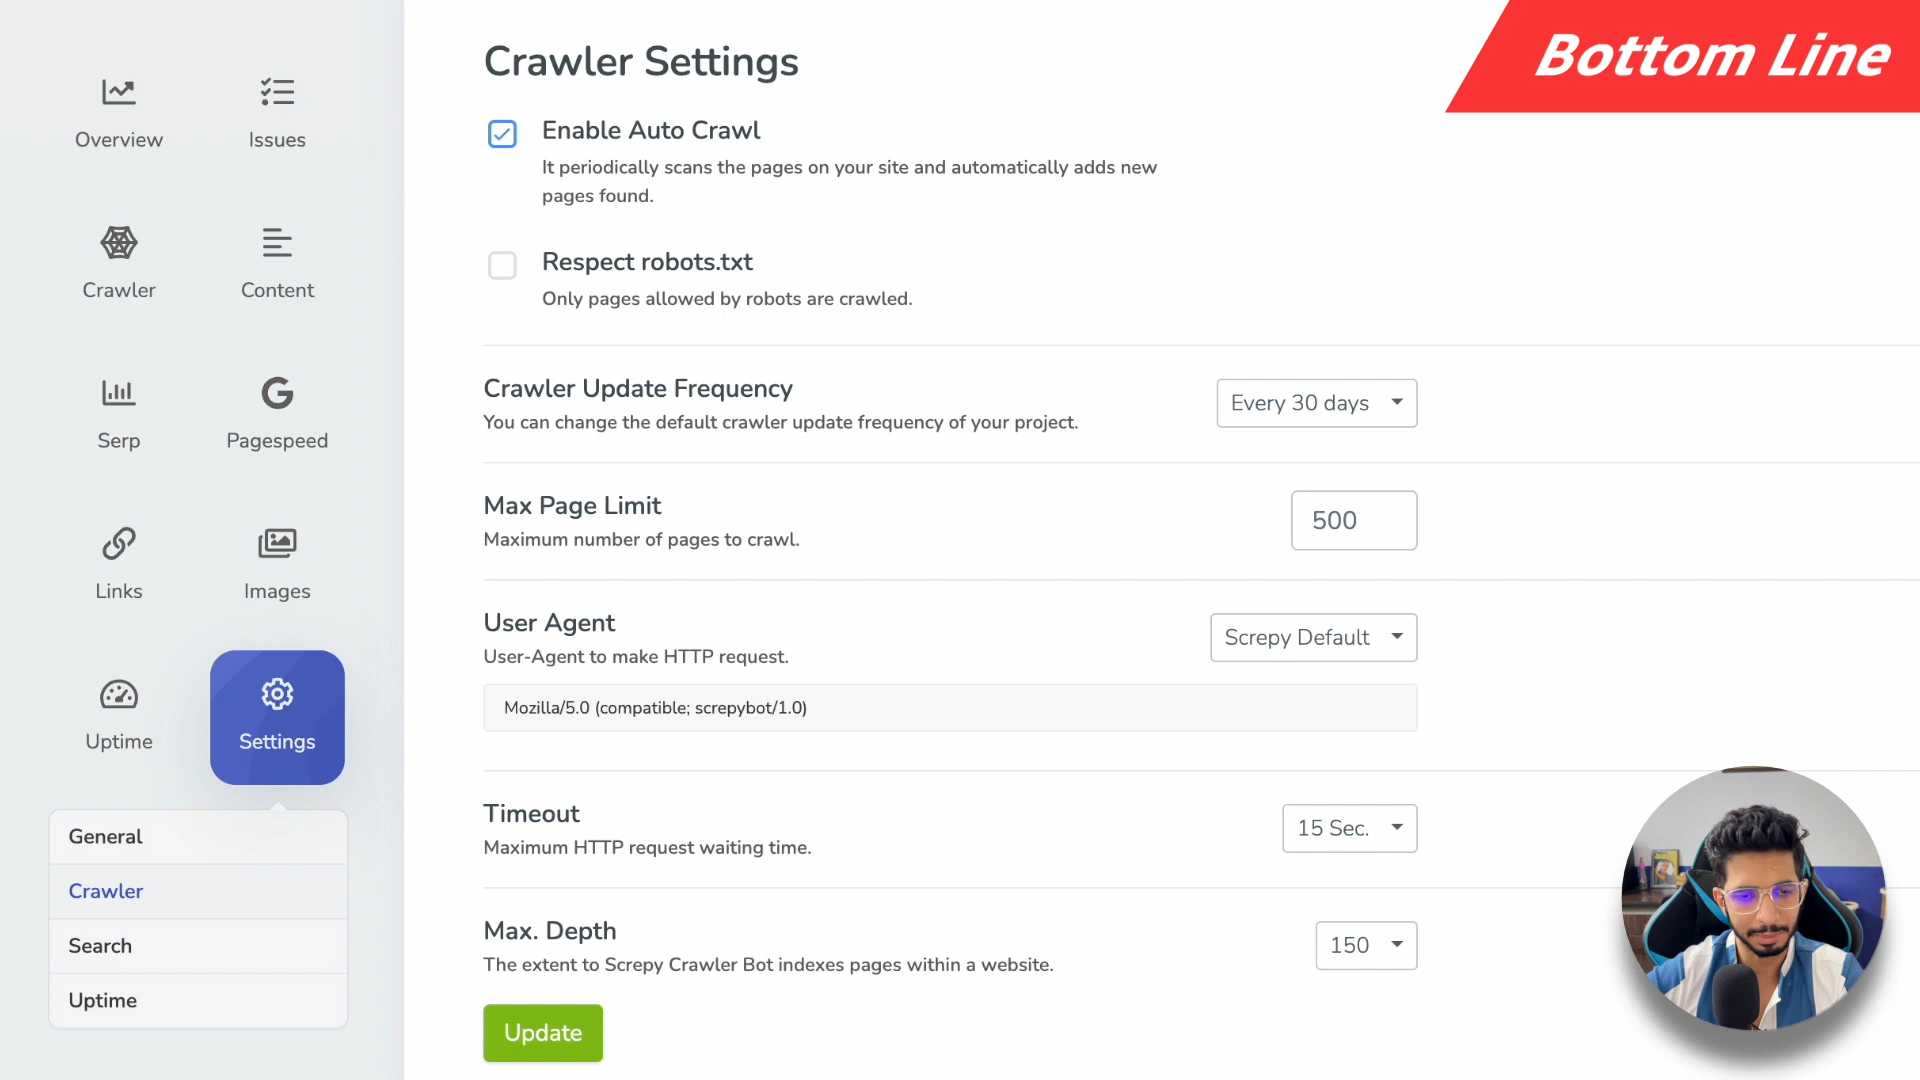 Bottom Line
Overview
Issues
Crawler
Content
Serp
Pagespeed
Links
Images
Uptime
Settings
General
Crawler
Search
Uptime
Crawler Settings
Enable Auto Crawl
It periodically scans the pages on your site and automatically adds new
pages found.
Respect robots.txt
Only pages allowed by robots are crawled.
Crawler Update Frequency
You can change the default crawler update frequency of your project.
Every 30 days
Max Page Limit
Maximum number of pages to crawl.
500
User Agent
User-Agent to make HTTP request.
Screpy Default
Mozilla/5.0 (compatible; screpybot/1.0)
Timeout
Maximum HTTP request waiting time.
15 Sec.
Max. Depth
The extent to Screpy Crawler Bot indexes pages within a website.
150
Update